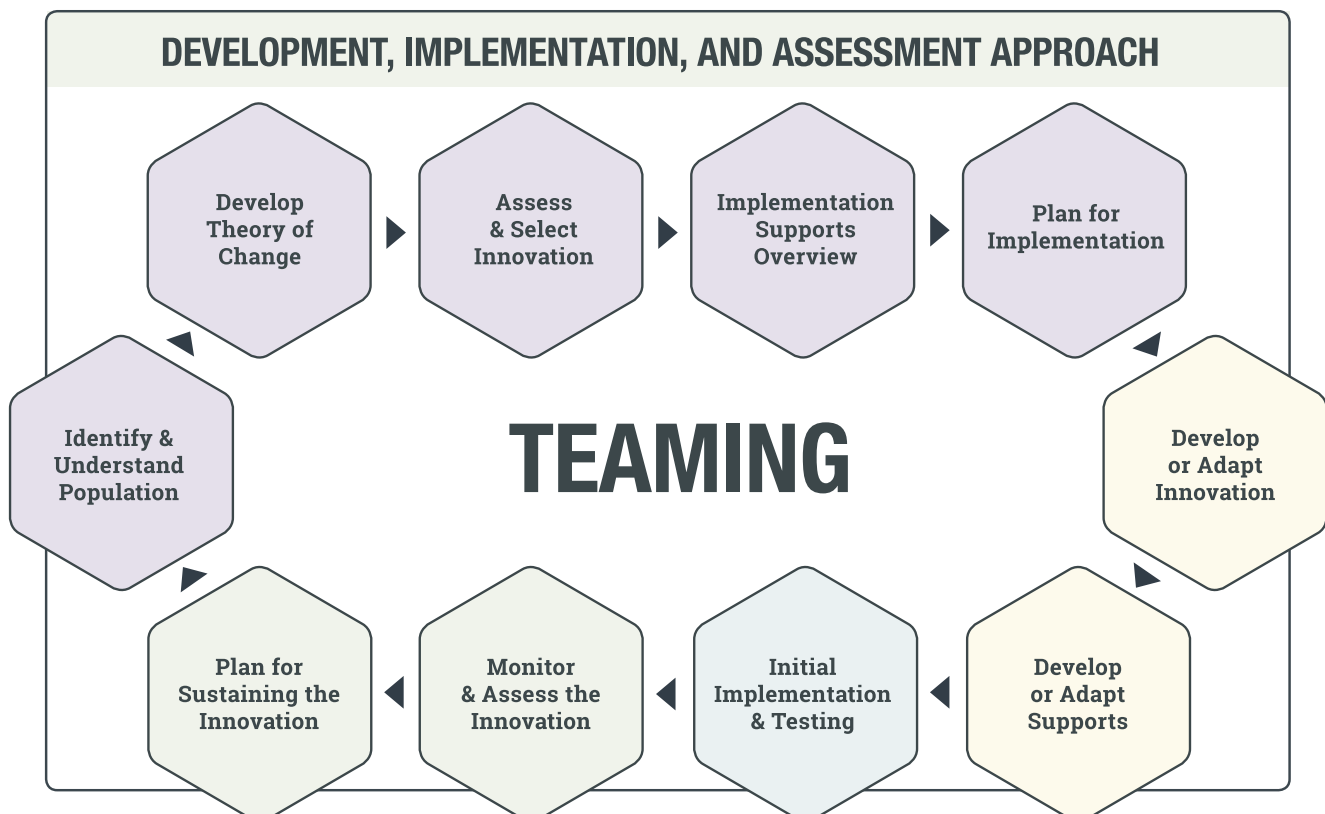 DEVELOPMENT, IMPLEMENTATION, AND ASSESSMENT APPROACH
Develop
Theory of
Change
Assess
& Select
Innovation
Implementation
Supports
Overview
Plan for
Implementation
Identify &
Understand
Population
TEAMING
Develop
or Adapt
Innovation
Plan for
Sustaining the
Innovation
Monitor
& Assess the
Innovation
Initial
Implementation
& Testing
Develop
or Adapt
Supports